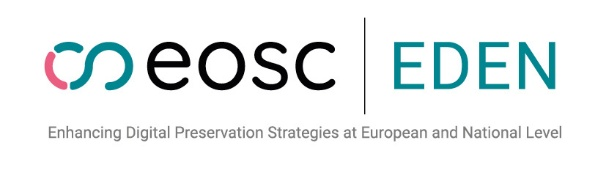 eosc | EDEN
Enhancing Digital Preservation Strategies at European and National Level